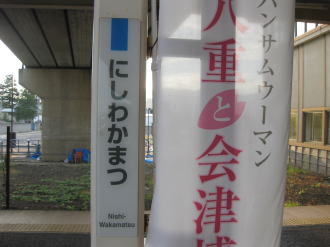 にしわかまつ
Nishi-
Wakamatsu
ハンサムウーマン
八重と会津博